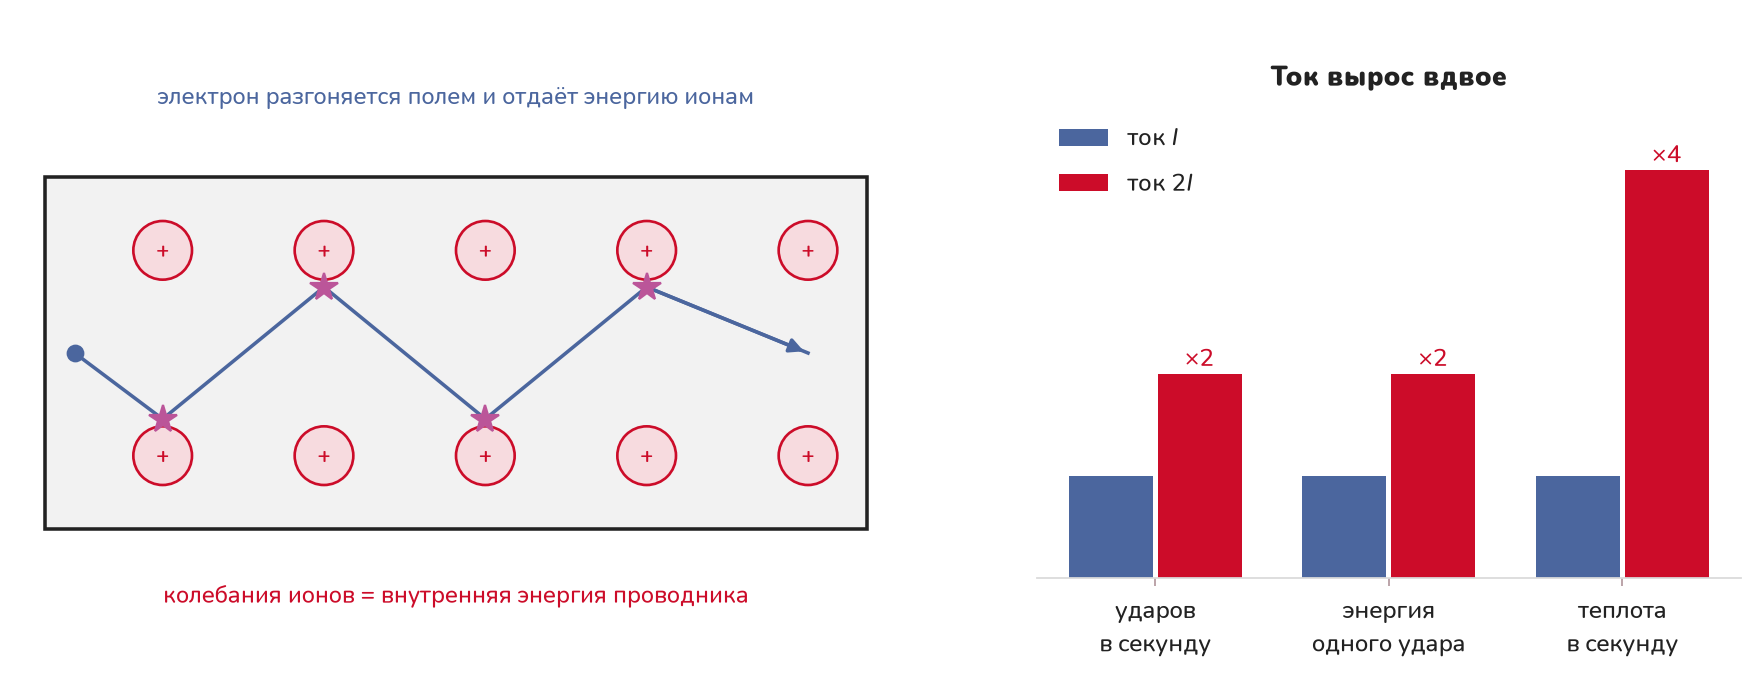 электрон разгоняется полем и отдаёт энергию ионам
+ + + + +
+ + + + +
колебания ионов = внутренняя энергия проводника
Ток вырос вдвое
ток I
ток 2I
×2
×2
×4
ударов
в секунду
энергия
одного удара
теплота
в секунду